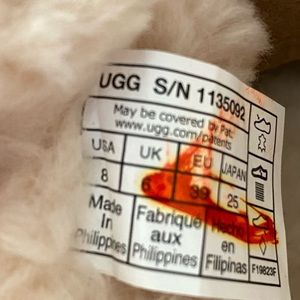 UGG S/N 1135092
May be covered by Pat:
www.ugg.com/patents
USA UK EU JAPAN
8 6 39 25
Made Fabriqué Hecho
in aux en
Philippines Philippines Filipinas
F19823F